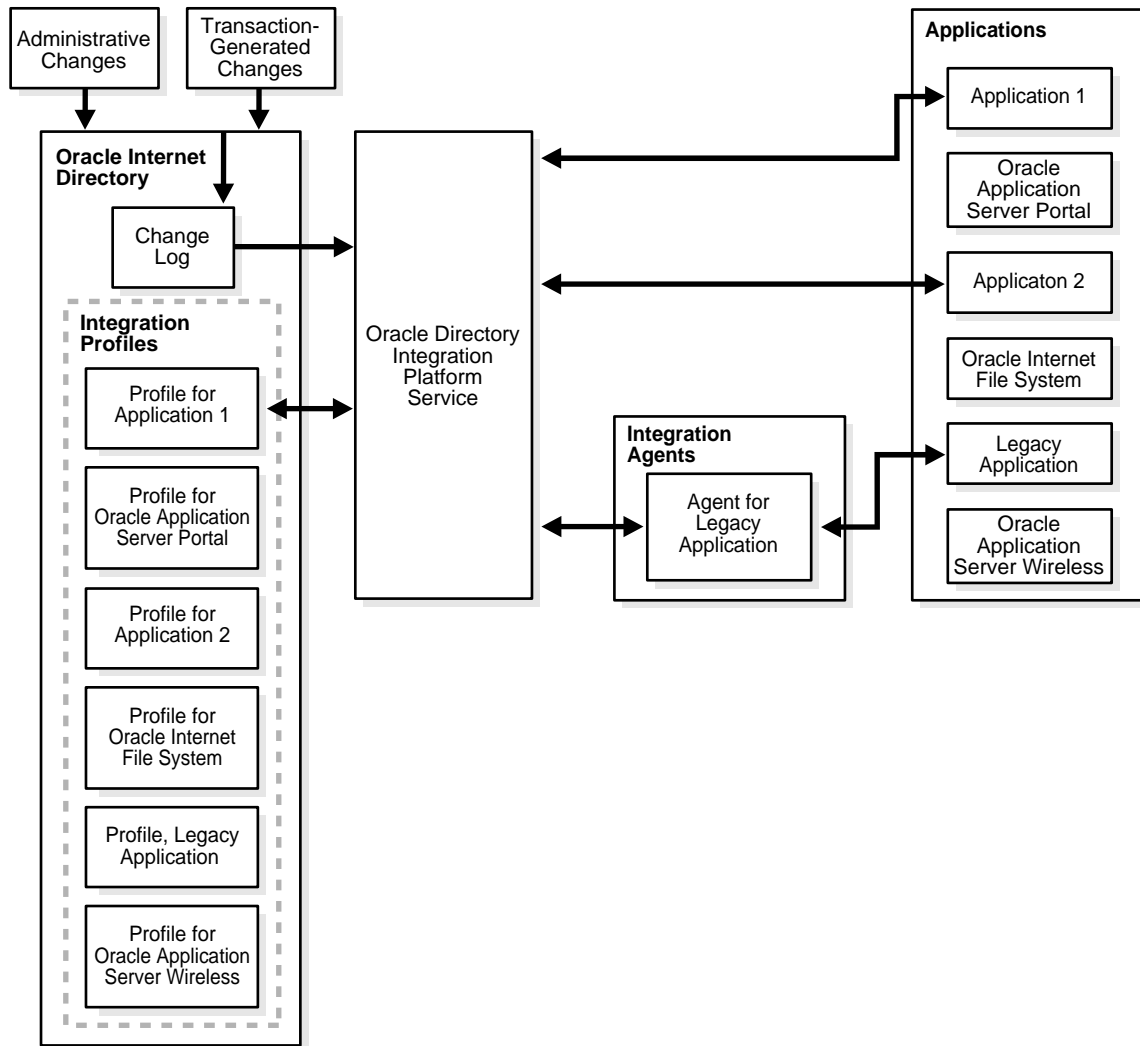 Administrative
Changes
Transaction-
Generated
Changes
Oracle Internet
Directory
Change
Log
Integration
Profiles
Profile for
Application 1
Profile for
Oracle Application
Server Portal
Profile for
Application 2
Profile for
Oracle Internet
File System
Profile, Legacy
Application
Profile for
Oracle Application
Server Wireless
Oracle Directory
Integration
Platform
Service
Integration
Agents
Agent for
Legacy
Application
Applications
Application 1
Oracle
Application
Server Portal
Applicaton 2
Oracle Internet
File System
Legacy
Application
Oracle
Application
Server Wireless